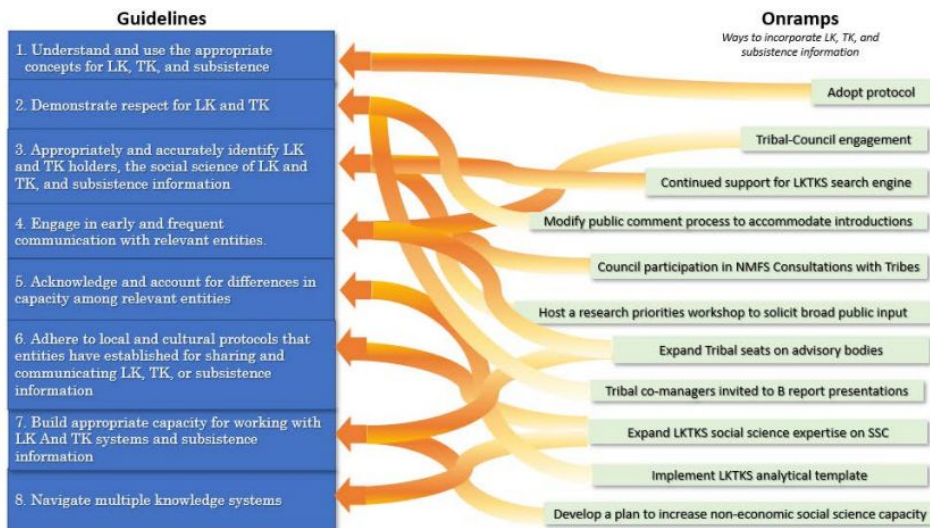 Guidelines
1. Understand and use the appropriate
concepts for LK, TK, and subsistence
2. Demonstrate respect for LK and TK
3. Appropriately and accurately identify LK
and TK holders, the social science of LK and
TK, and subsistence information
4. Engage in early and frequent
communication with relevant entities.
5. Acknowledge and account for differences in
capacity among relevant entities
6. Adhere to local and cultural protocols that
entities have established for sharing and
communicating LK, TK, or subsistence
information
7. Build appropriate capacity for working with
LK And TK systems and subsistence
information
8. Navigate multiple knowledge systems
Onramps
Ways to incorporate LK, TK, and
subsistence information
Adopt protocol
Tribal-Council engagement
Continued support for LKTKS search engine
Modify public comment process to accommodate introductions
Council participation in NMFS Consultations with Tribes
Host a research priorities workshop to solicit broad public input
Expand Tribal seats on advisory bodies
Tribal co-managers invited to B report presentations
Expand LKTKS social science expertise on SSC
Implement LKTKS analytical template
Develop a plan to increase non-economic social science capacity